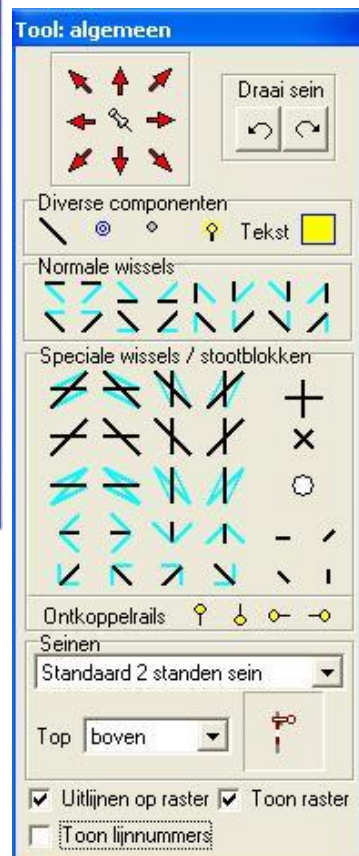 Tool: algemeen
Draai sein
Diverse componenten
Tekst
Normale wissels
Speciale wissels / stootblokken
Ontkoppelrails
Seinen
Standaard 2 standen sein
Top boven
Uitlijnen op raster Toon raster
Toon lijnnummers